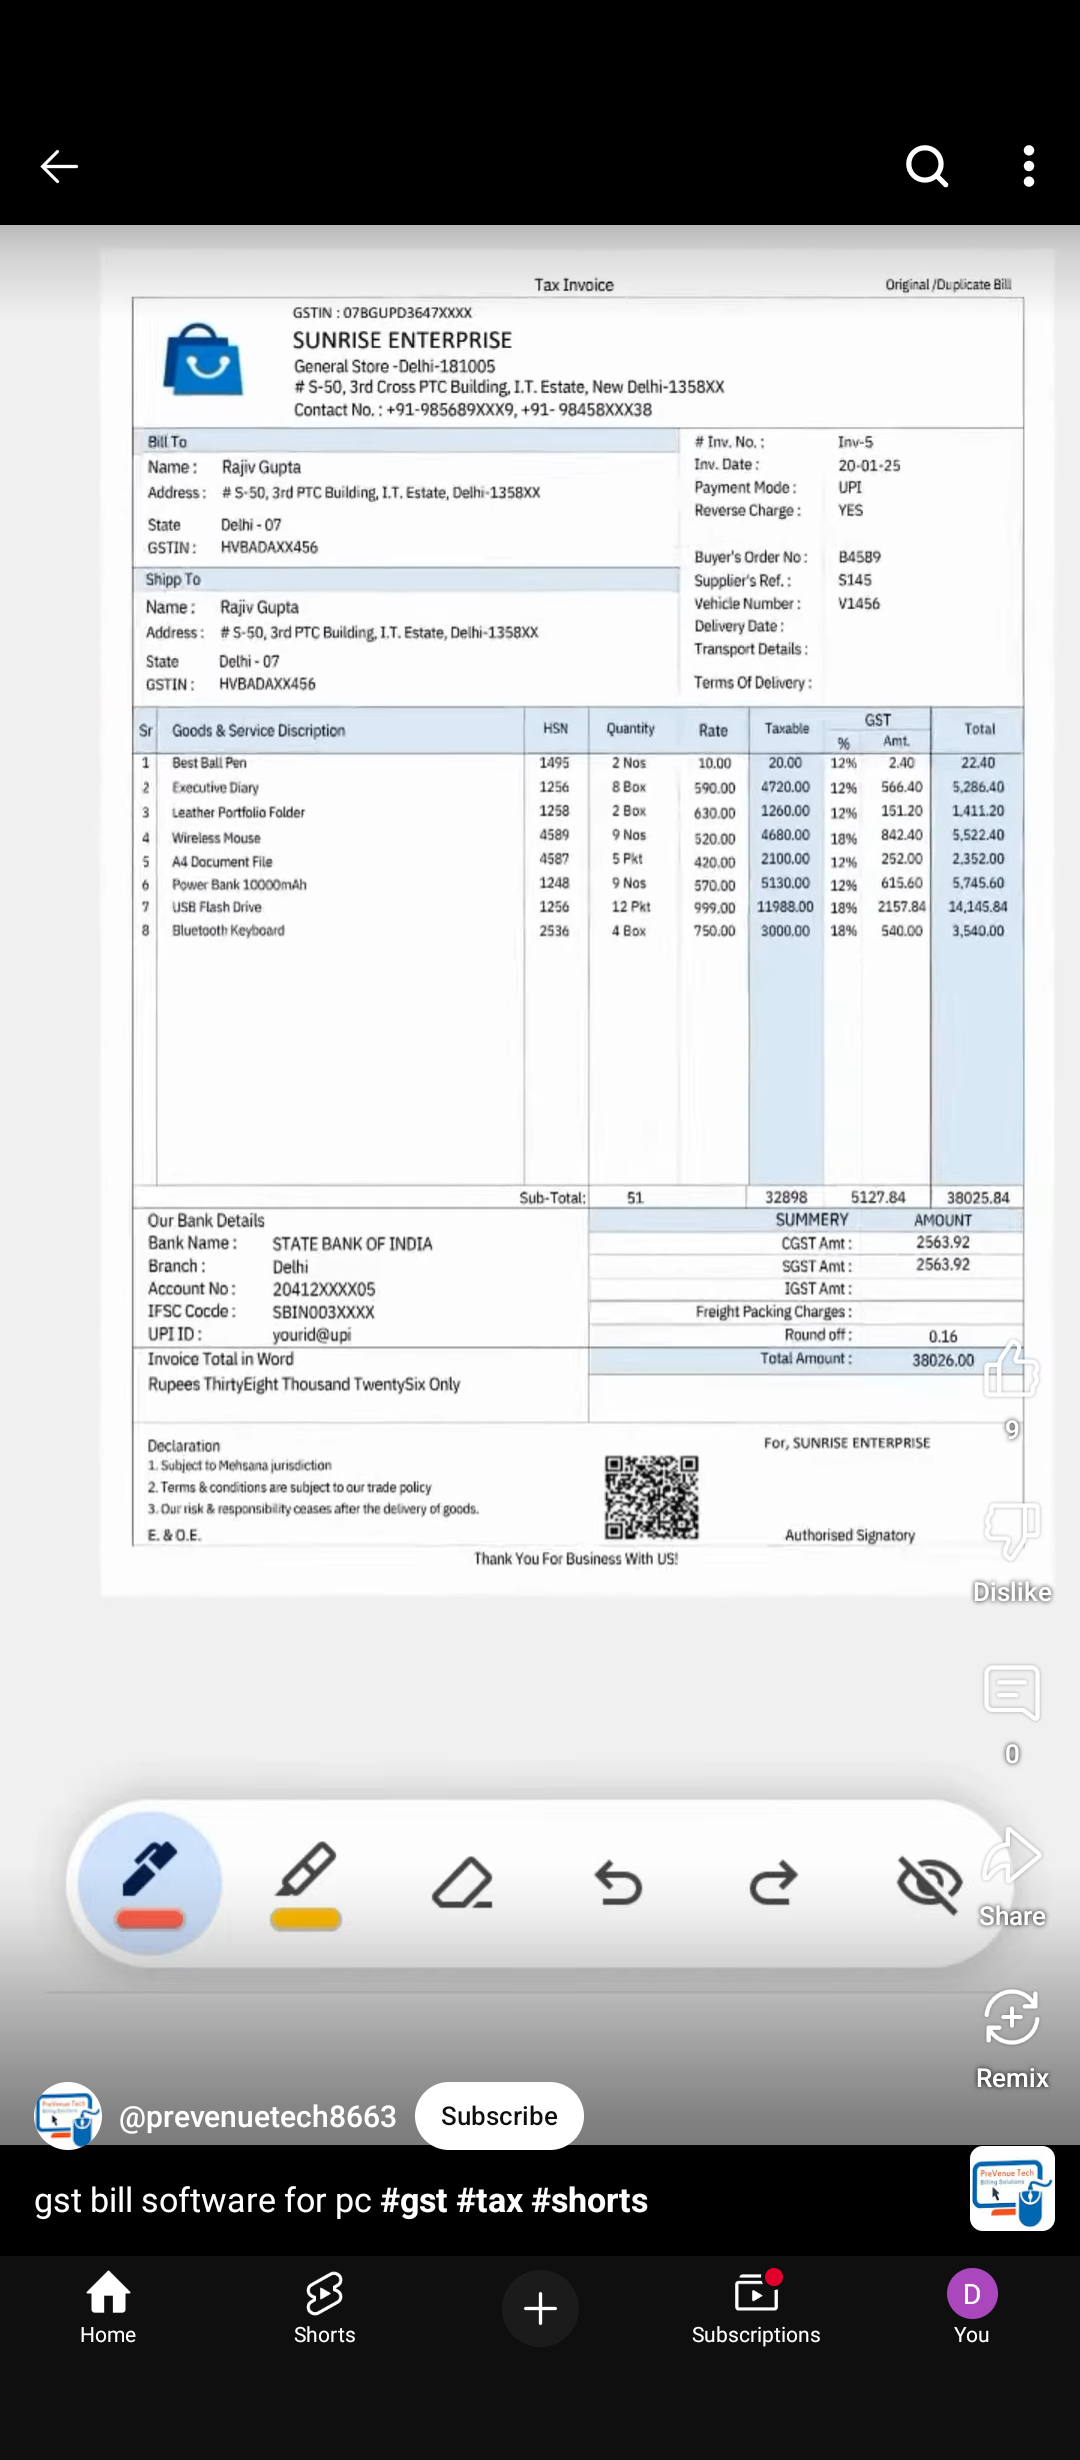 Tax Invoice Original /Duplicate Bill
GSTIN : 07BGUPD3647XXXX
SUNRISE ENTERPRISE
General Store -Delhi-181005
# S-50, 3rd Cross PTC Building, I.T. Estate, New Delhi-1358XX
Contact No. : +91-985689XXX9, +91- 98458XXX38
Bill To
Name : Rajiv Gupta
Address : # S-50, 3rd PTC Building, I.T. Estate, Delhi-1358XX
State Delhi - 07
GSTIN : HVBADAXX456
Shipp To
Name : Rajiv Gupta
Address : # S-50, 3rd PTC Building, I.T. Estate, Delhi-1358XX
State Delhi - 07
GSTIN : HVBADAXX456
# Inv. No. : Inv-5
Inv. Date : 20-01-25
Payment Mode : UPI
Reverse Charge : YES
Buyer's Order No : B4589
Supplier's Ref. : S145
Vehicle Number : V1456
Delivery Date :
Transport Details :
Terms Of Delivery :
Sr Goods & Service Discription HSN Quantity Rate Taxable GST Total
% Amt.
1 Best Ball Pen 1495 2 Nos 10.00 20.00 12% 2.40 22.40
2 Executive Diary 1256 8 Box 590.00 4720.00 12% 566.40 5,286.40
3 Leather Portfolio Folder 1258 2 Box 630.00 1260.00 12% 151.20 1,411.20
4 Wireless Mouse 4589 9 Nos 520.00 4680.00 18% 842.40 5,522.40
5 A4 Document File 4587 5 Pkt 420.00 2100.00 12% 252.00 2,352.00
6 Power Bank 10000mAh 1248 9 Nos 570.00 5130.00 12% 615.60 5,745.60
7 USB Flash Drive 1256 12 Pkt 999.00 11988.00 18% 2157.84 14,145.84
8 Bluetooth Keyboard 2536 4 Box 750.00 3000.00 18% 540.00 3,540.00
Sub-Total: 51 32898 5127.84 38025.84
Our Bank Details
Bank Name : STATE BANK OF INDIA
Branch : Delhi
Account No : 20412XXXX05
IFSC Cocde : SBIN003XXXX
UPI ID : yourid@upi
SUMMERY AMOUNT
CGST Amt : 2563.92
SGST Amt : 2563.92
IGST Amt :
Freight Packing Charges :
Round off : 0.16
Total Amount : 38026.00
Invoice Total in Word
Rupees ThirtyEight Thousand TwentySix Only
Declaration
1. Subject to Mehsana jurisdiction
2. Terms & conditions are subject to our trade policy
3. Our risk & responsibility ceases after the delivery of goods.
E. & O.E.
For, SUNRISE ENTERPRISE
Authorised Signatory
Thank You For Business With US!
9
Dislike
0
Share
Remix
@prevenuetech8663 Subscribe
gst bill software for pc #gst #tax #shorts
PreVenue Tech
Billing Solutions
Home Shorts Subscriptions You
D